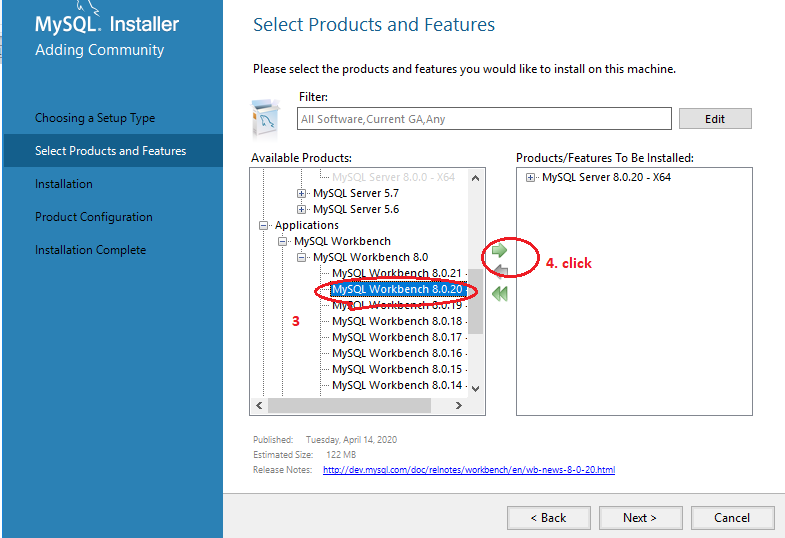 MySQL. Installer
Adding Community
Choosing a Setup Type
Select Products and Features
Installation
Product Configuration
Installation Complete
Select Products and Features
Please select the products and features you would like to install on this machine.
Filter:
All Software,Current GA,Any
Edit
Available Products:
MySQL Server 8.0.0 - X64
MySQL Server 5.7
MySQL Server 5.6
Applications
MySQL Workbench
MySQL Workbench 8.0
MySQL Workbench 8.0.21 -
MySQL Workbench 8.0.20
MySQL Workbench 8.0.19 -
MySQL Workbench 8.0.18 -
MySQL Workbench 8.0.17 -
MySQL Workbench 8.0.16 -
MySQL Workbench 8.0.15 -
MySQL Workbench 8.0.14 -
3
4. click
Products/Features To Be Installed:
MySQL Server 8.0.20 - X64
Published: Tuesday, April 14, 2020
Estimated Size: 122 MB
Release Notes: http://dev.mysql.com/doc/relnotes/workbench/en/wb-news-8-0-20.html
< Back
Next >
Cancel